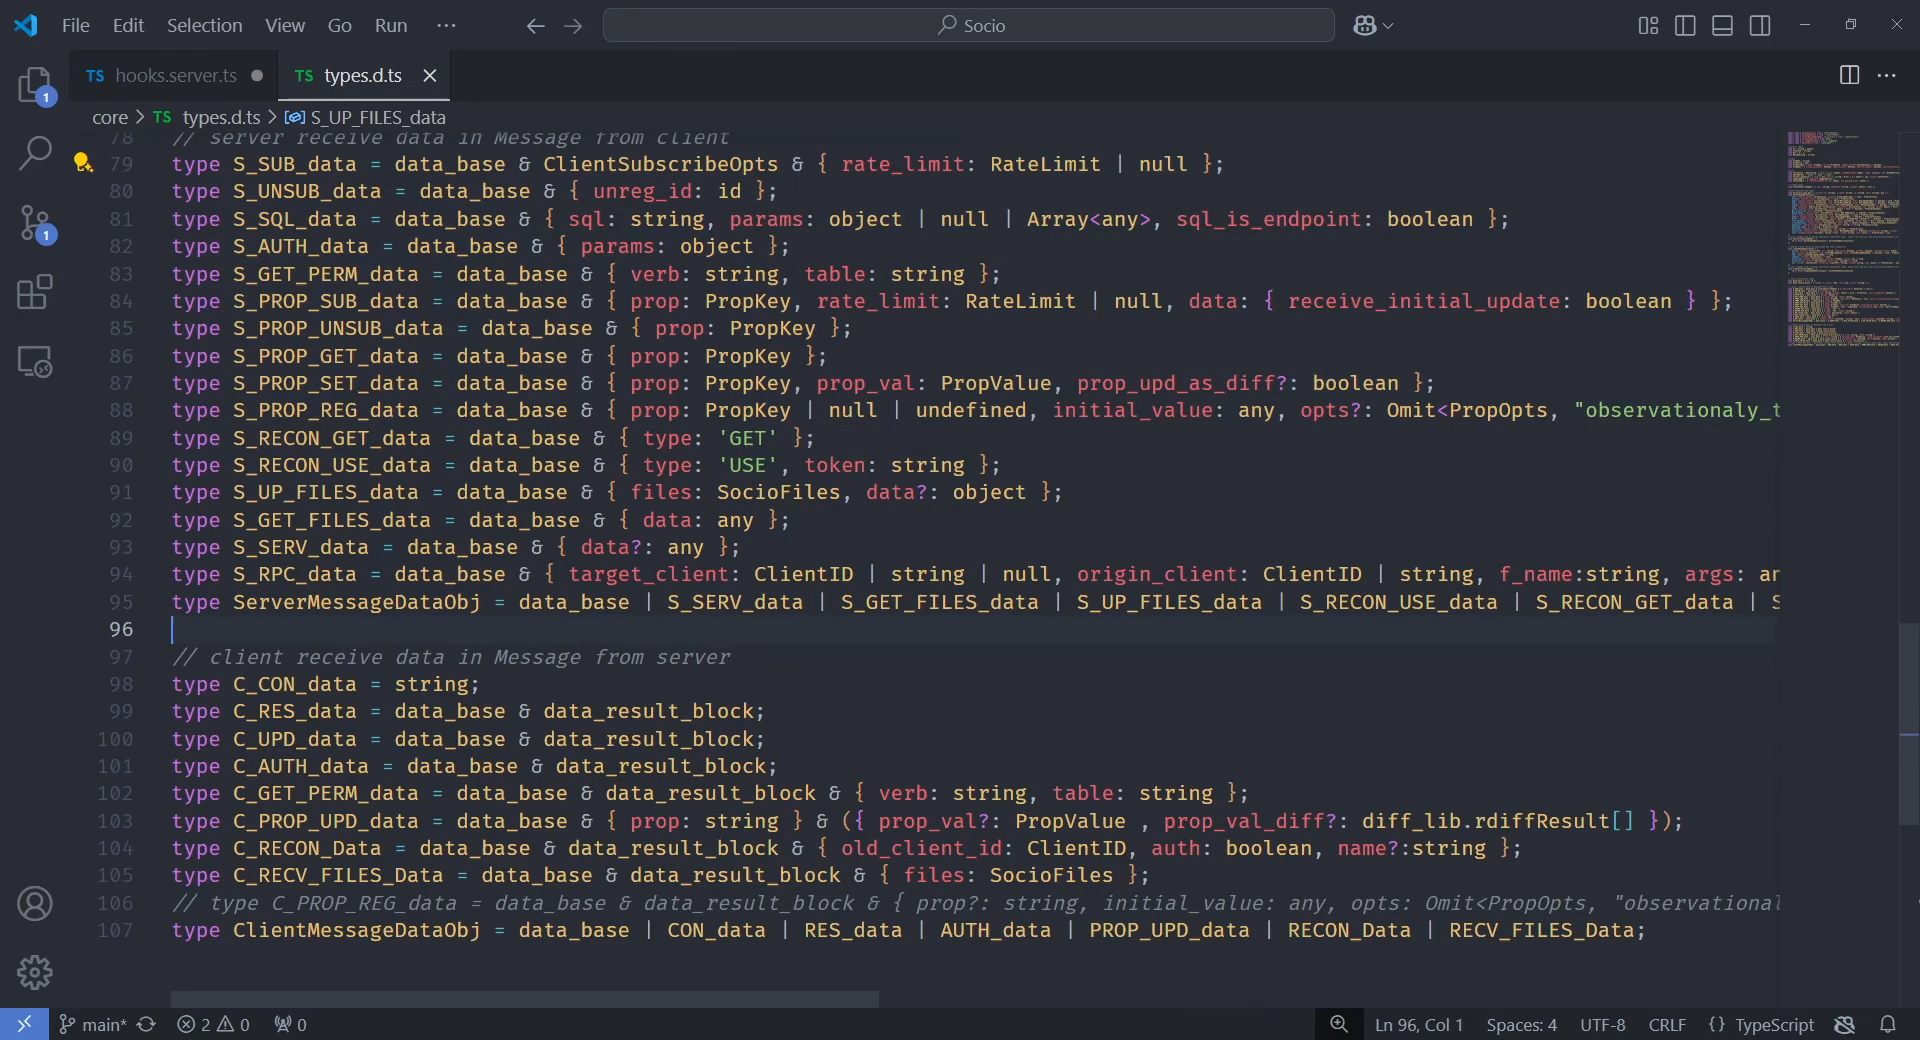 File Edit Selection View Go Run ··· Socio
TS hooks.server.ts TS types.d.ts
core > TS types.d.ts > S_UP_FILES_data
78 // server receive data in Message from client
79 type S_SUB_data = data_base & ClientSubscribeOpts & { rate_limit: RateLimit | null };
80 type S_UNSUB_data = data_base & { unreg_id: id };
81 type S_SQL_data = data_base & { sql: string, params: object | null | Array<any>, sql_is_endpoint: boolean };
82 type S_AUTH_data = data_base & { params: object };
83 type S_GET_PERM_data = data_base & { verb: string, table: string };
84 type S_PROP_SUB_data = data_base & { prop: PropKey, rate_limit: RateLimit | null, data: { receive_initial_update: boolean } };
85 type S_PROP_UNSUB_data = data_base & { prop: PropKey };
86 type S_PROP_GET_data = data_base & { prop: PropKey };
87 type S_PROP_SET_data = data_base & { prop: PropKey, prop_val: PropValue, prop_upd_as_diff?: boolean };
88 type S_PROP_REG_data = data_base & { prop: PropKey | null | undefined, initial_value: any, opts?: Omit<PropOpts, "observationaly_t
89 type S_RECON_GET_data = data_base & { type: 'GET' };
90 type S_RECON_USE_data = data_base & { type: 'USE', token: string };
91 type S_UP_FILES_data = data_base & { files: SocioFiles, data?: object };
92 type S_GET_FILES_data = data_base & { data: any };
93 type S_SERV_data = data_base & { data?: any };
94 type S_RPC_data = data_base & { target_client: ClientID | string | null, origin_client: ClientID | string, f_name:string, args: an
95 type ServerMessageDataObj = data_base | S_SERV_data | S_GET_FILES_data | S_UP_FILES_data | S_RECON_USE_data | S_RECON_GET_data | S
96
97 // client receive data in Message from server
98 type C_CON_data = string;
99 type C_RES_data = data_base & data_result_block;
100 type C_UPD_data = data_base & data_result_block;
101 type C_AUTH_data = data_base & data_result_block;
102 type C_GET_PERM_data = data_base & data_result_block & { verb: string, table: string };
103 type C_PROP_UPD_data = data_base & { prop: string } & ({ prop_val?: PropValue , prop_val_diff?: diff_lib.rdiffResult[] });
104 type C_RECON_Data = data_base & data_result_block & { old_client_id: ClientID, auth: boolean, name?:string };
105 type C_RECV_FILES_Data = data_base & data_result_block & { files: SocioFiles };
106 // type C_PROP_REG_data = data_base & data_result_block & { prop?: string, initial_value: any, opts: Omit<PropOpts, "observational
107 type ClientMessageDataObj = data_base | CON_data | RES_data | AUTH_data | PROP_UPD_data | RECON_Data | RECV_FILES_Data;
1
1
main* 2 0 0 Ln 96, Col 1 Spaces: 4 UTF-8 CRLF {} TypeScript